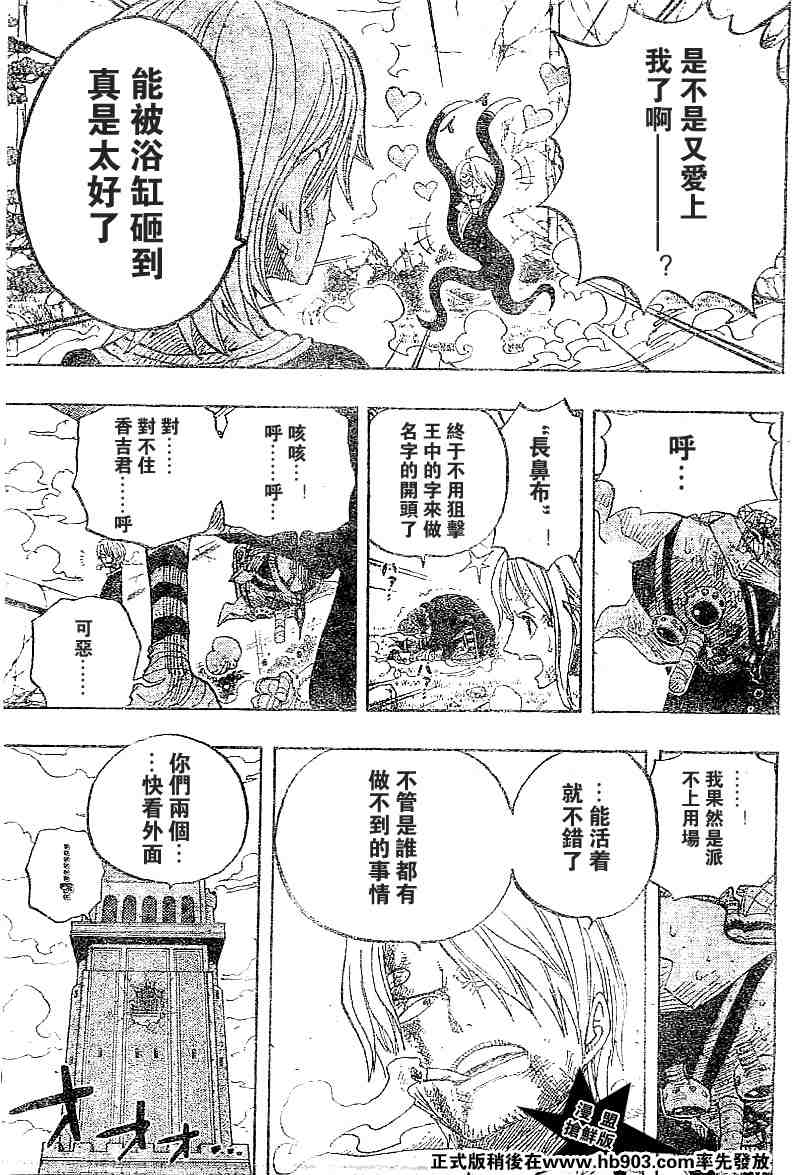 是不是又愛上
我了啊——？
能被浴缸砸到
真是太好了
呼…
“長鼻布”！
終于不用狙擊
王中的字來做
名字的開頭了
咳咳…！
呼…呼…
對……
對不住
香吉君……呼
可惡……
……！
我果然是派
不上用場
…能活着
就不錯了
不管是誰都有
做不到的事情
你們兩個…
…快看外面
オオオ…
漫盟
搶鮮版
正式版稍後在www.hb903.com率先發放